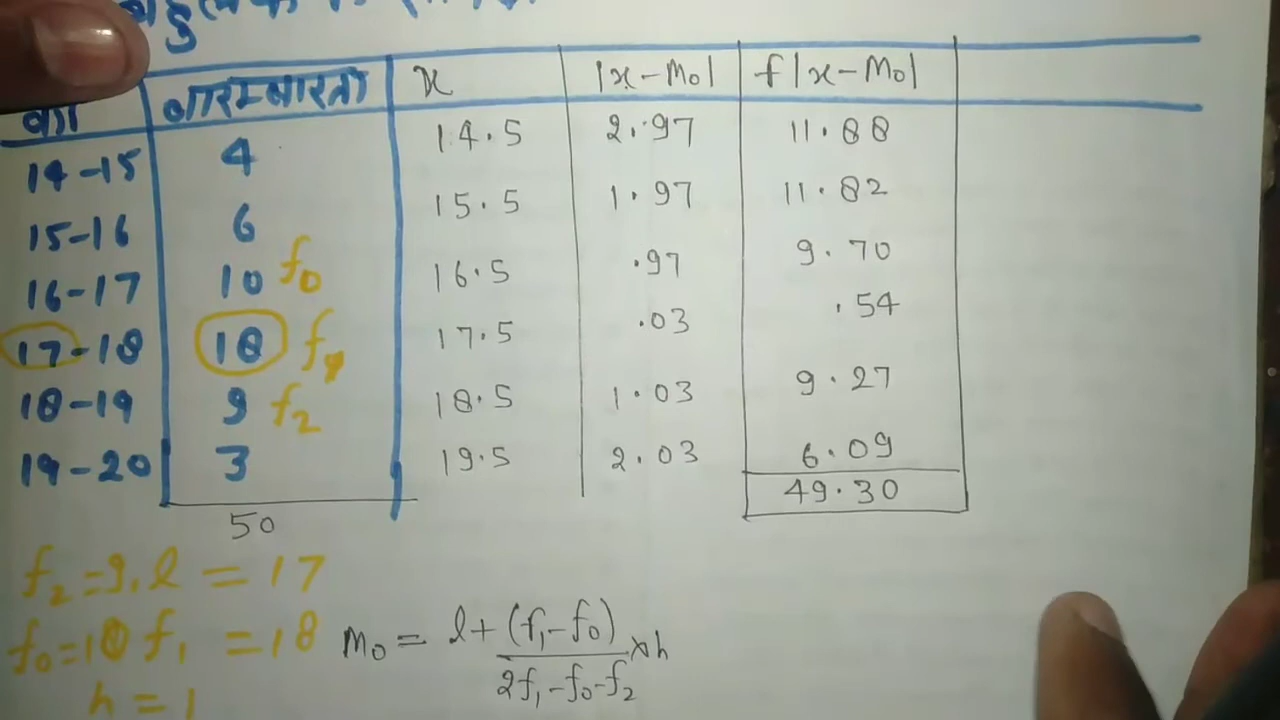 वर्ग बारम्बारता x |x-M₀| f|x-M₀|
14-15 4 14.5 2.97 11.88
15-16 6 15.5 1.97 11.82
16-17 10 f₀ 16.5 .97 9.70
17-18 18 f₁ 17.5 .03 .54
18-19 9 f₂ 18.5 1.03 9.27
19-20 3 19.5 2.03 6.09
50 49.30
f₂=9, l = 17
f₀=10 f₁ = 18
h = 1
M₀ = l + (f₁-f₀)/(2f₁-f₀-f₂) × h